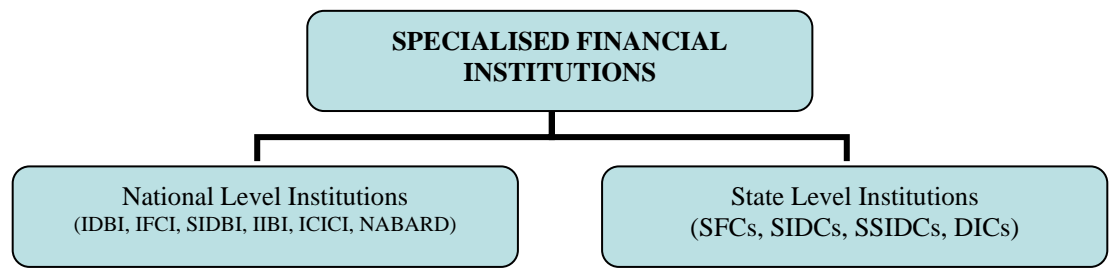 SPECIALISED FINANCIAL
INSTITUTIONS
National Level Institutions
(IDBI, IFCI, SIDBI, IIBI, ICICI, NABARD)
State Level Institutions
(SFCs, SIDCs, SSIDCs, DICs)